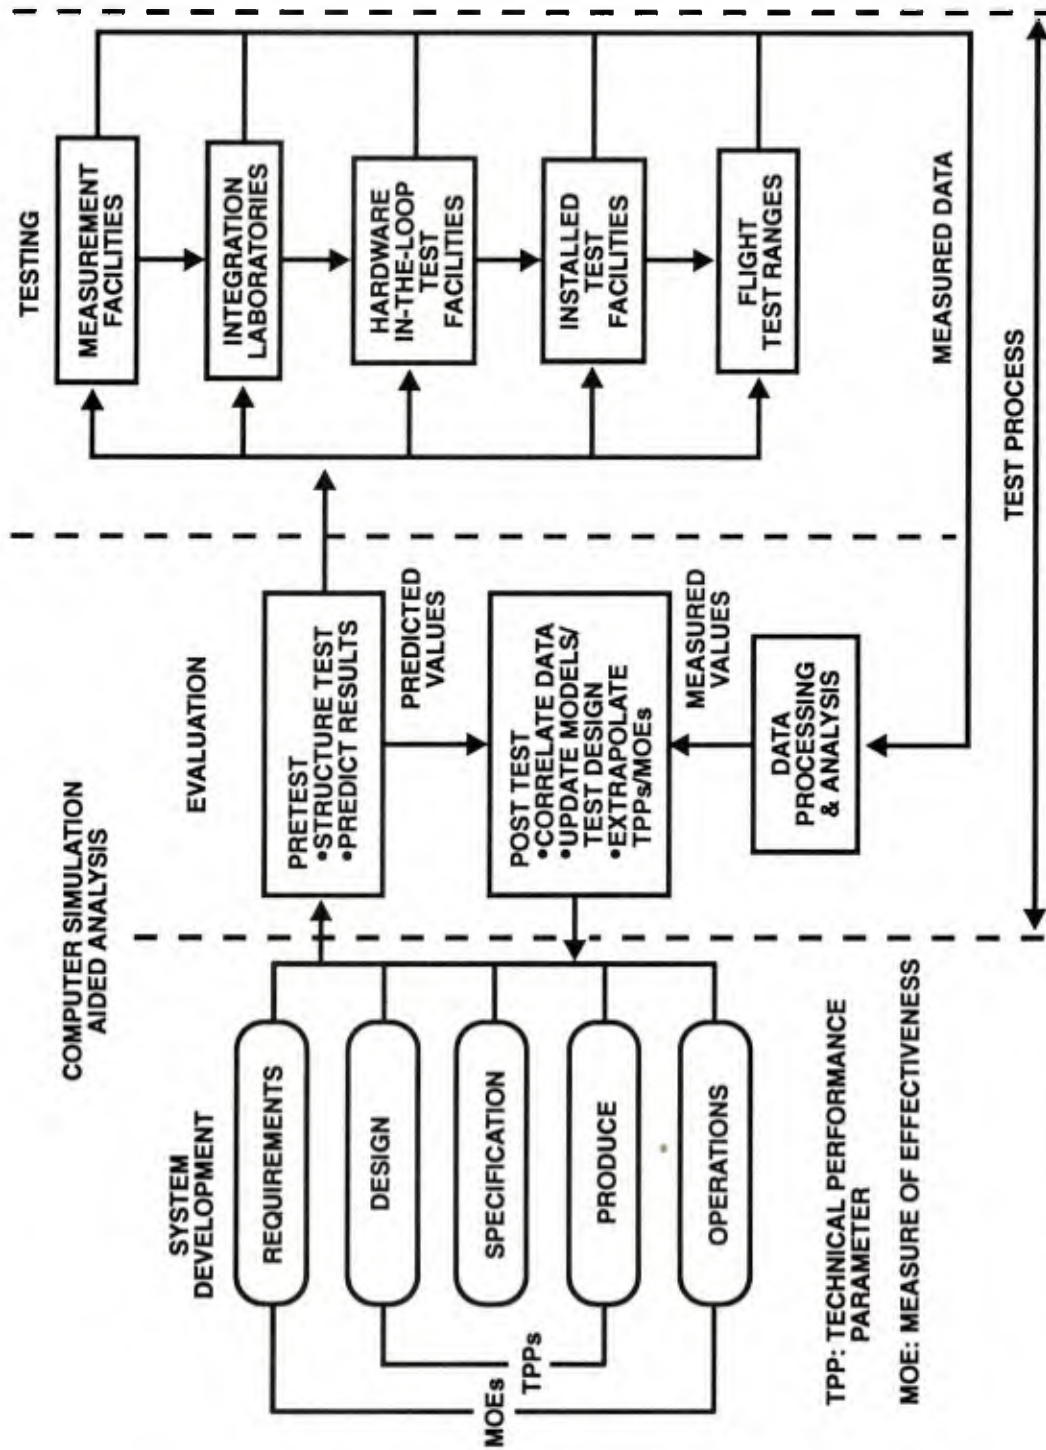 COMPUTER SIMULATION
AIDED ANALYSIS
SYSTEM
DEVELOPMENT
REQUIREMENTS
DESIGN
SPECIFICATION
PRODUCE
OPERATIONS
MOEs
TPPs
TPP: TECHNICAL PERFORMANCE
PARAMETER
MOE: MEASURE OF EFFECTIVENESS
EVALUATION
PRETEST
•STRUCTURE TEST
•PREDICT RESULTS
PREDICTED
VALUES
POST TEST
•CORRELATE DATA
•UPDATE MODELS/
TEST DESIGN
•EXTRAPOLATE
TPPs/MOEs
MEASURED
VALUES
DATA
PROCESSING
& ANALYSIS
TESTING
MEASUREMENT
FACILITIES
INTEGRATION
LABORATORIES
HARDWARE
IN-THE-LOOP
TEST
FACILITIES
INSTALLED
TEST
FACILITIES
FLIGHT
TEST RANGES
MEASURED DATA
TEST PROCESS